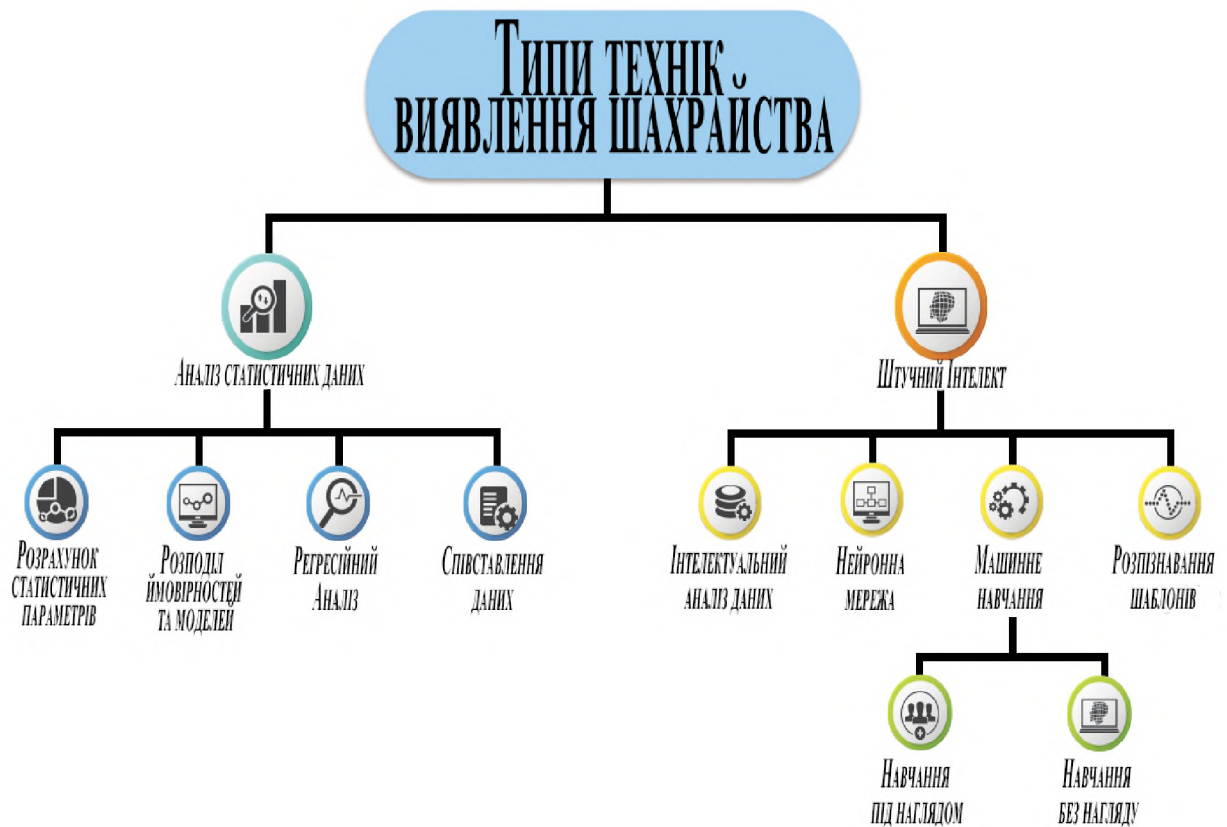 Типи технік
виявлення шахрайства
Аналіз статистичних даних
Штучний Інтелект
Розрахунок
статистичних
параметрів
Розподіл
ймовірностей
та моделей
Регресійний
Аналіз
Співставлення
даних
Інтелектуальний
аналіз даних
Нейронна
мережа
Машинне
навчання
Розпізнавання
шаблонів
Навчання
під наглядом
Навчання
без нагляду